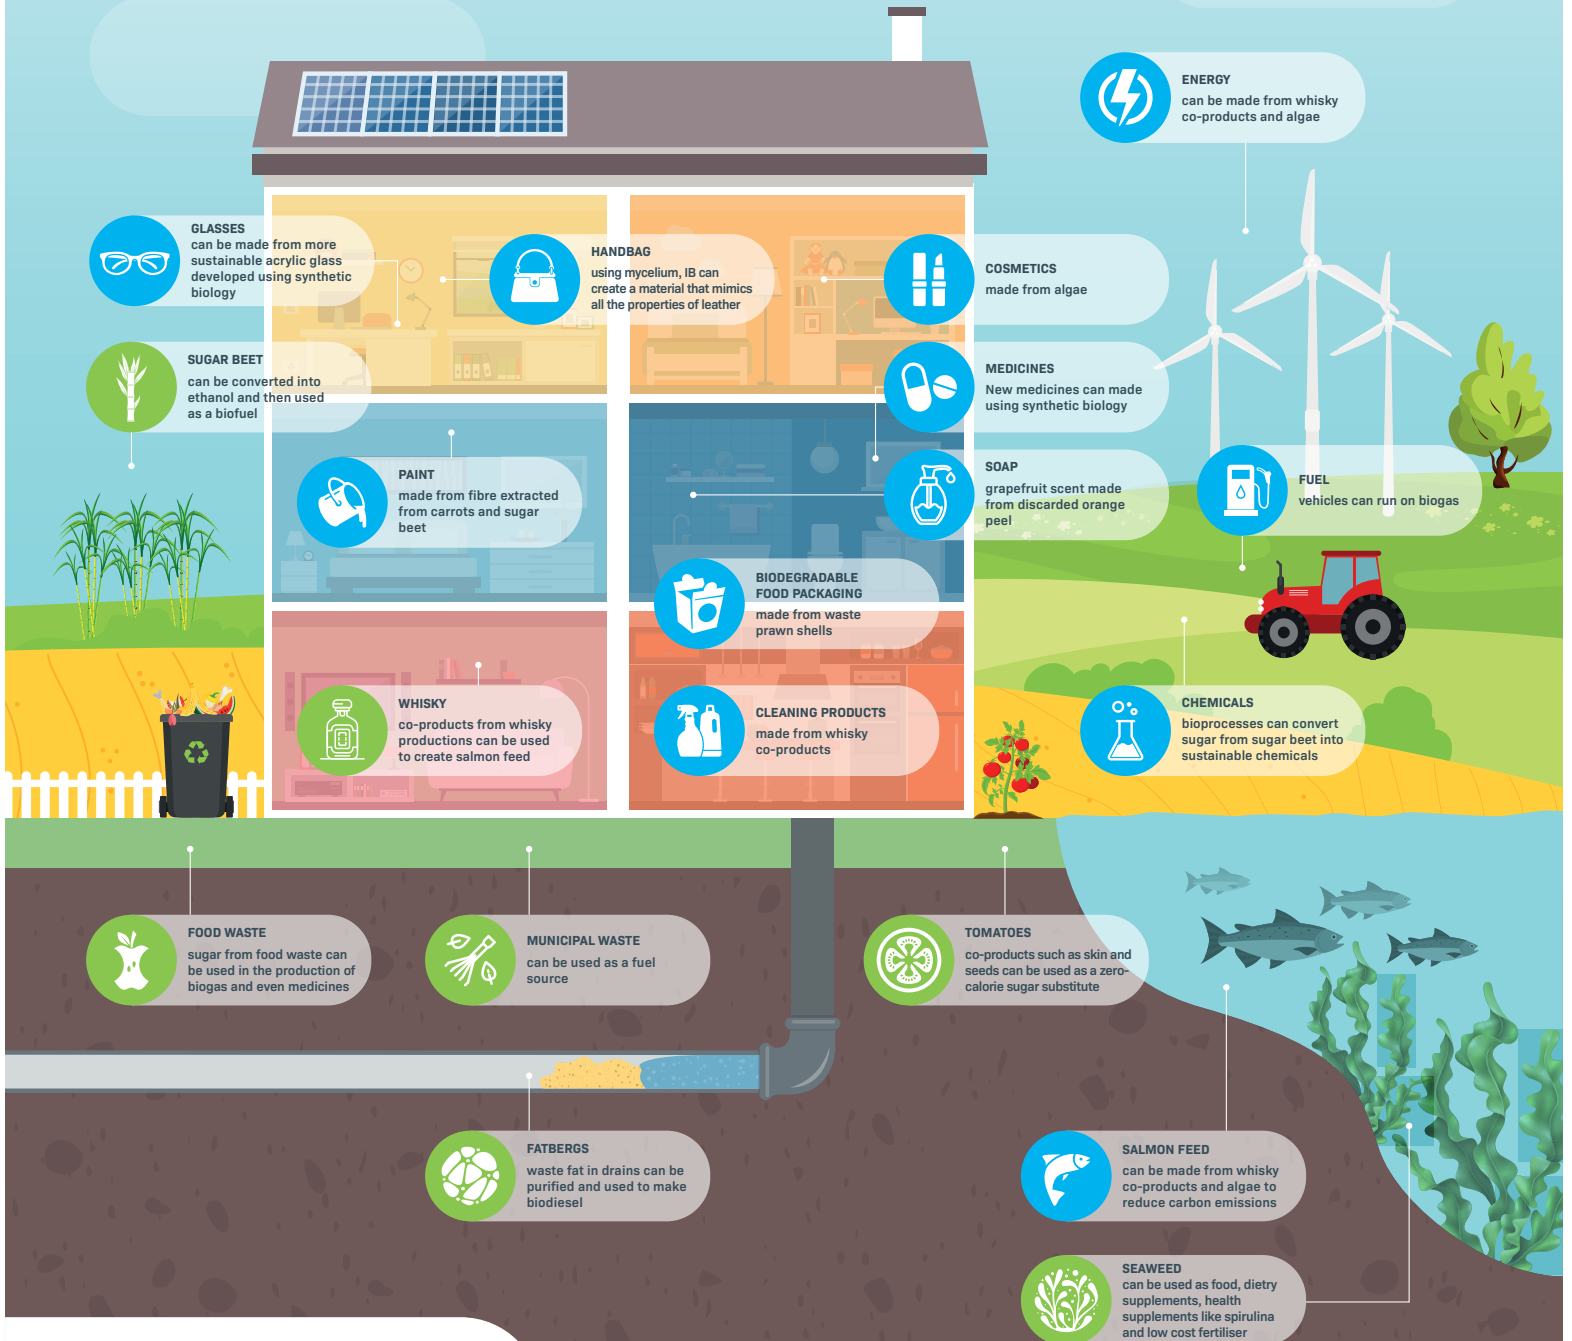 ENERGY
can be made from whisky
co-products and algae
GLASSES
can be made from more
sustainable acrylic glass
developed using synthetic
biology
HANDBAG
using mycelium, IB can
create a material that mimics
all the properties of leather
COSMETICS
made from algae
SUGAR BEET
can be converted into
ethanol and then used
as a biofuel
MEDICINES
New medicines can made
using synthetic biology
PAINT
made from fibre extracted
from carrots and sugar
beet
SOAP
grapefruit scent made
from discarded orange
peel
FUEL
vehicles can run on biogas
BIODEGRADABLE
FOOD PACKAGING
made from waste
prawn shells
WHISKY
co-products from whisky
productions can be used
to create salmon feed
CLEANING PRODUCTS
made from whisky
co-products
CHEMICALS
bioprocesses can convert
sugar from sugar beet into
sustainable chemicals
FOOD WASTE
sugar from food waste can
be used in the production of
biogas and even medicines
MUNICIPAL WASTE
can be used as a fuel
source
TOMATOES
co-products such as skin and
seeds can be used as a zero-
calorie sugar substitute
FATBERGS
waste fat in drains can be
purified and used to make
biodiesel
SALMON FEED
can be made from whisky
co-products and algae to
reduce carbon emissions
SEAWEED
can be used as food, dietry
supplements, health
supplements like spirulina
and low cost fertiliser